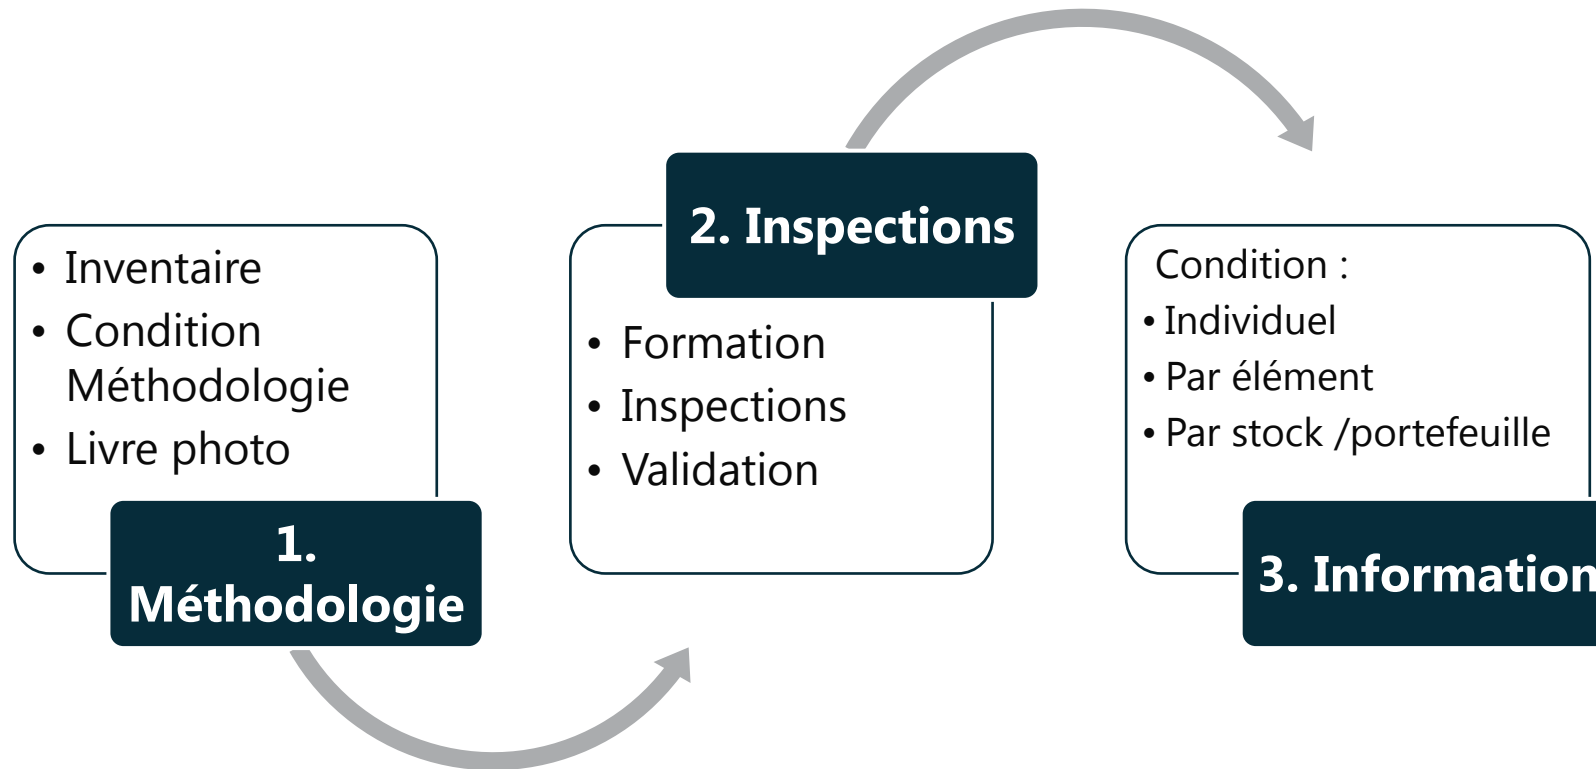 • Inventaire
• Condition
Méthodologie
• Livre photo
1.
Méthodologie
2. Inspections
• Formation
• Inspections
• Validation
Condition :
• Individuel
• Par élément
• Par stock /portefeuille
3. Information